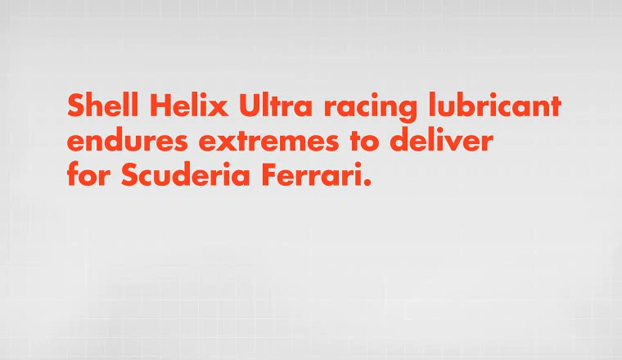 Shell Helix Ultra racing lubricant
endures extremes to deliver
for Scuderia Ferrari.